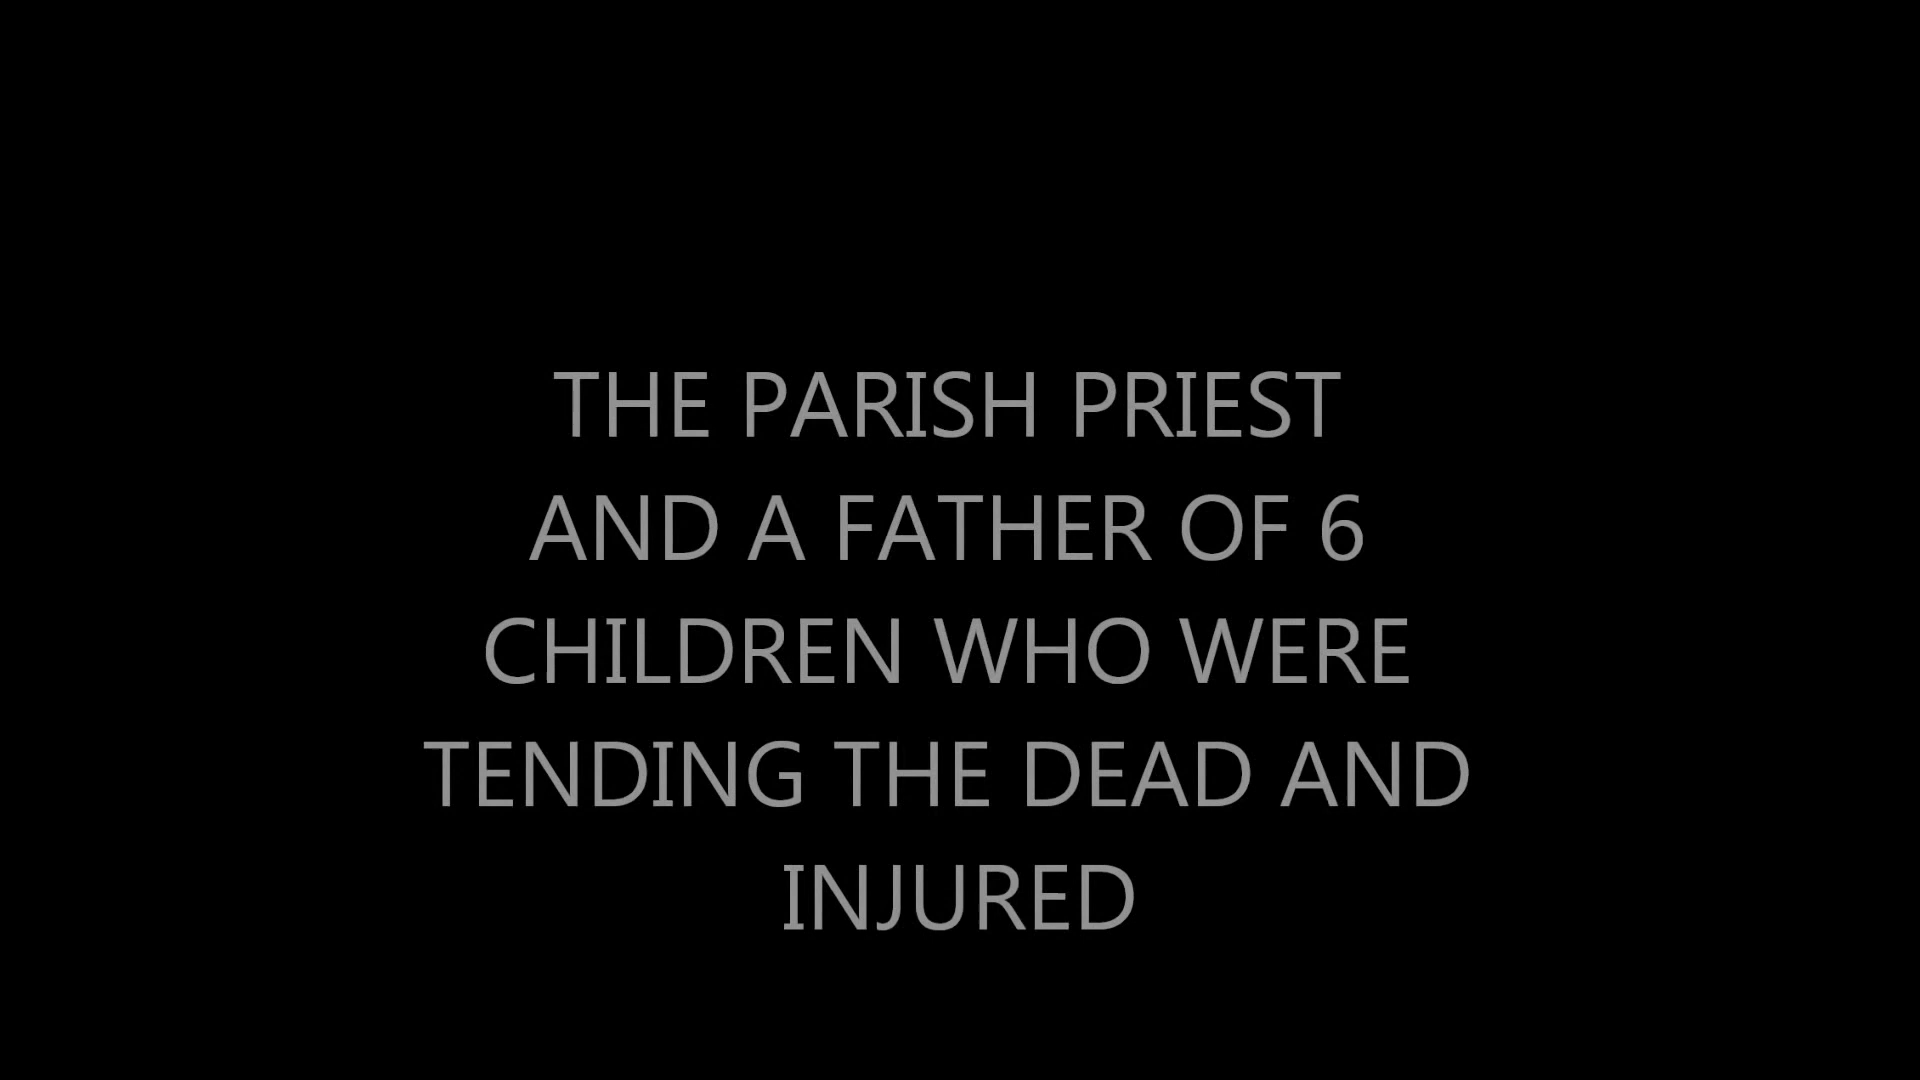 THE PARISH PRIEST
AND A FATHER OF 6
CHILDREN WHO WERE
TENDING THE DEAD AND
INJURED